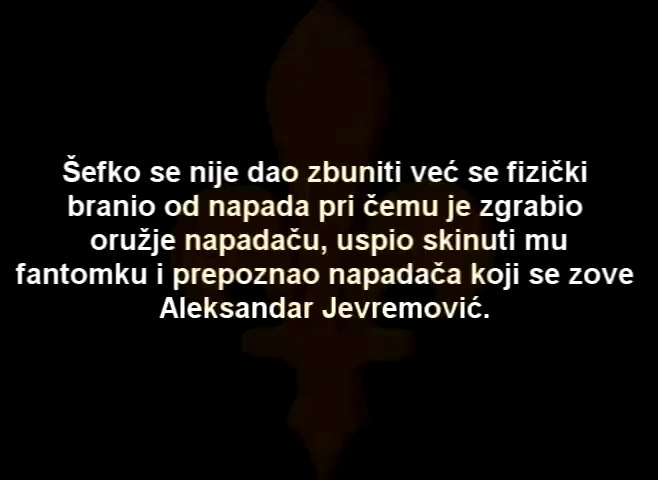 Šefko se nije dao zbuniti već se fizički
branio od napada pri čemu je zgrabio
oružje napadaču, uspio skinuti mu
fantomku i prepoznao napadača koji se zove
Aleksandar Jevremović.